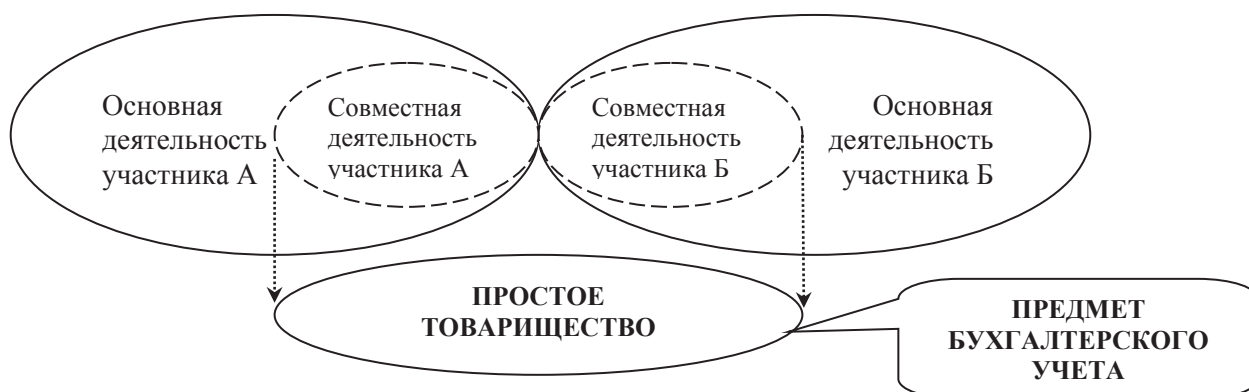 Основная
деятельность
участника А
Совместная
деятельность
участника А
Совместная
деятельность
участника Б
Основная
деятельность
участника Б
ПРОСТОЕ
ТОВАРИЩЕСТВО
ПРЕДМЕТ
БУХГАЛТЕРСКОГО
УЧЕТА